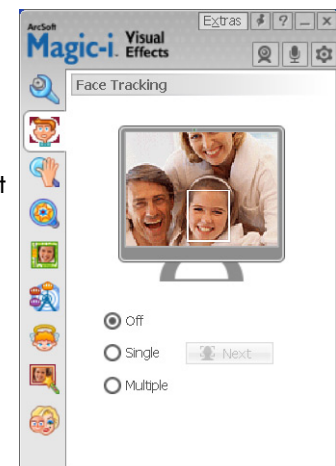 Extras ? _ x
ArcSoft
Magic-i Visual
Effects
Face Tracking
t
Off
Single Next
Multiple